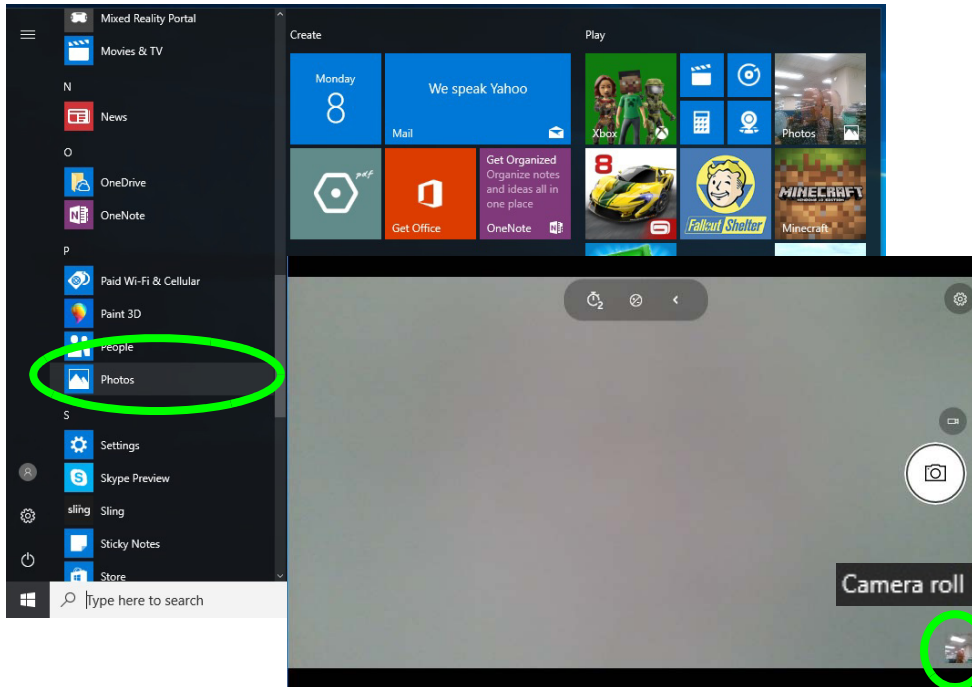 Mixed Reality Portal
Movies & TV
N
News
O
OneDrive
OneNote
P
Paid Wi-Fi & Cellular
Paint 3D
People
Photos
S
Settings
Skype Preview
sling Sling
Sticky Notes
Store
Type here to search
Create
Monday
8
We speak Yahoo
Mail
pdf
Get Office
Get Organized
Organize notes
and ideas all in
one place
OneNote
Play
Xbox
Photos
8
Fallout Shelter
MINECRAFT
Minecraft
2
Camera roll